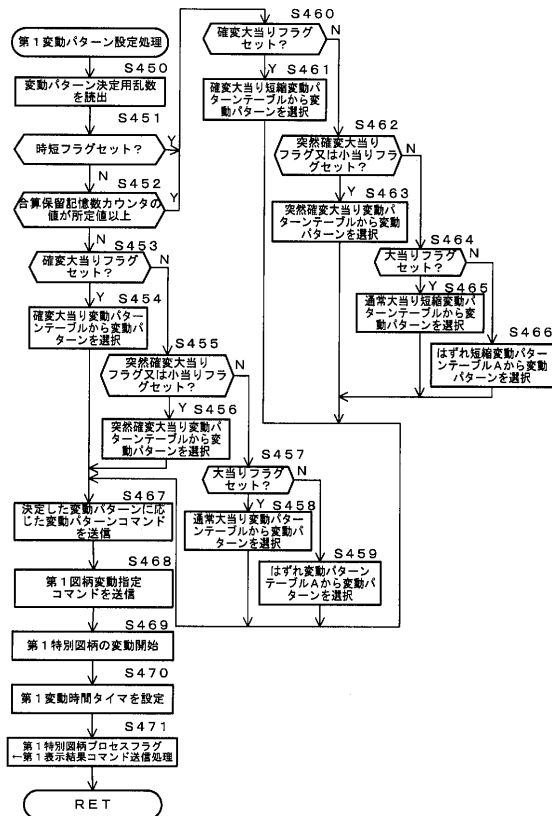 第１変動パターン設定処理
S450
変動パターン決定用乱数
を読出
S451
時短フラグセット？
Y
N
S452
合算保留記憶数カウンタの
値が所定値以上
Y
N
S453
確変大当りフラグ
セット？
N
Y
S454
確変大当り変動パター
ンテーブルから変動パ
ターンを選択
S455
突然確変大当り
フラグ又は小当りフラ
グセット？
N
Y
S456
突然確変大当り変動パ
ターンテーブルから変
動パターンを選択
S457
大当りフラグ
セット？
N
Y
S458
通常大当り変動パター
ンテーブルから変動パ
ターンを選択
S459
はずれ変動パターン
テーブルAから変動パ
ターンを選択
S460
確変大当りフラグ
セット？
N
Y
S461
確変大当り短縮変動パ
ターンテーブルから変
動パターンを選択
S462
突然確変大当り
フラグ又は小当りフ
ラグセット？
N
Y
S463
突然確変大当り変動パ
ターンテーブルから変動
パターンを選択
S464
大当りフラグ
セット？
N
Y
S465
通常大当り短縮変動パ
ターンテーブルから変
動パターンを選択
S466
はずれ短縮変動パター
ンテーブルAから変動
パターンを選択
S467
決定した変動パターンに応
じた変動パターンコマンド
を送信
S468
第１図柄変動指定
コマンドを送信
S469
第１特別図柄の変動開始
S470
第１変動時間タイマを設定
S471
第１特別図柄プロセスフラグ
←第１表示結果コマンド送信処理
RET